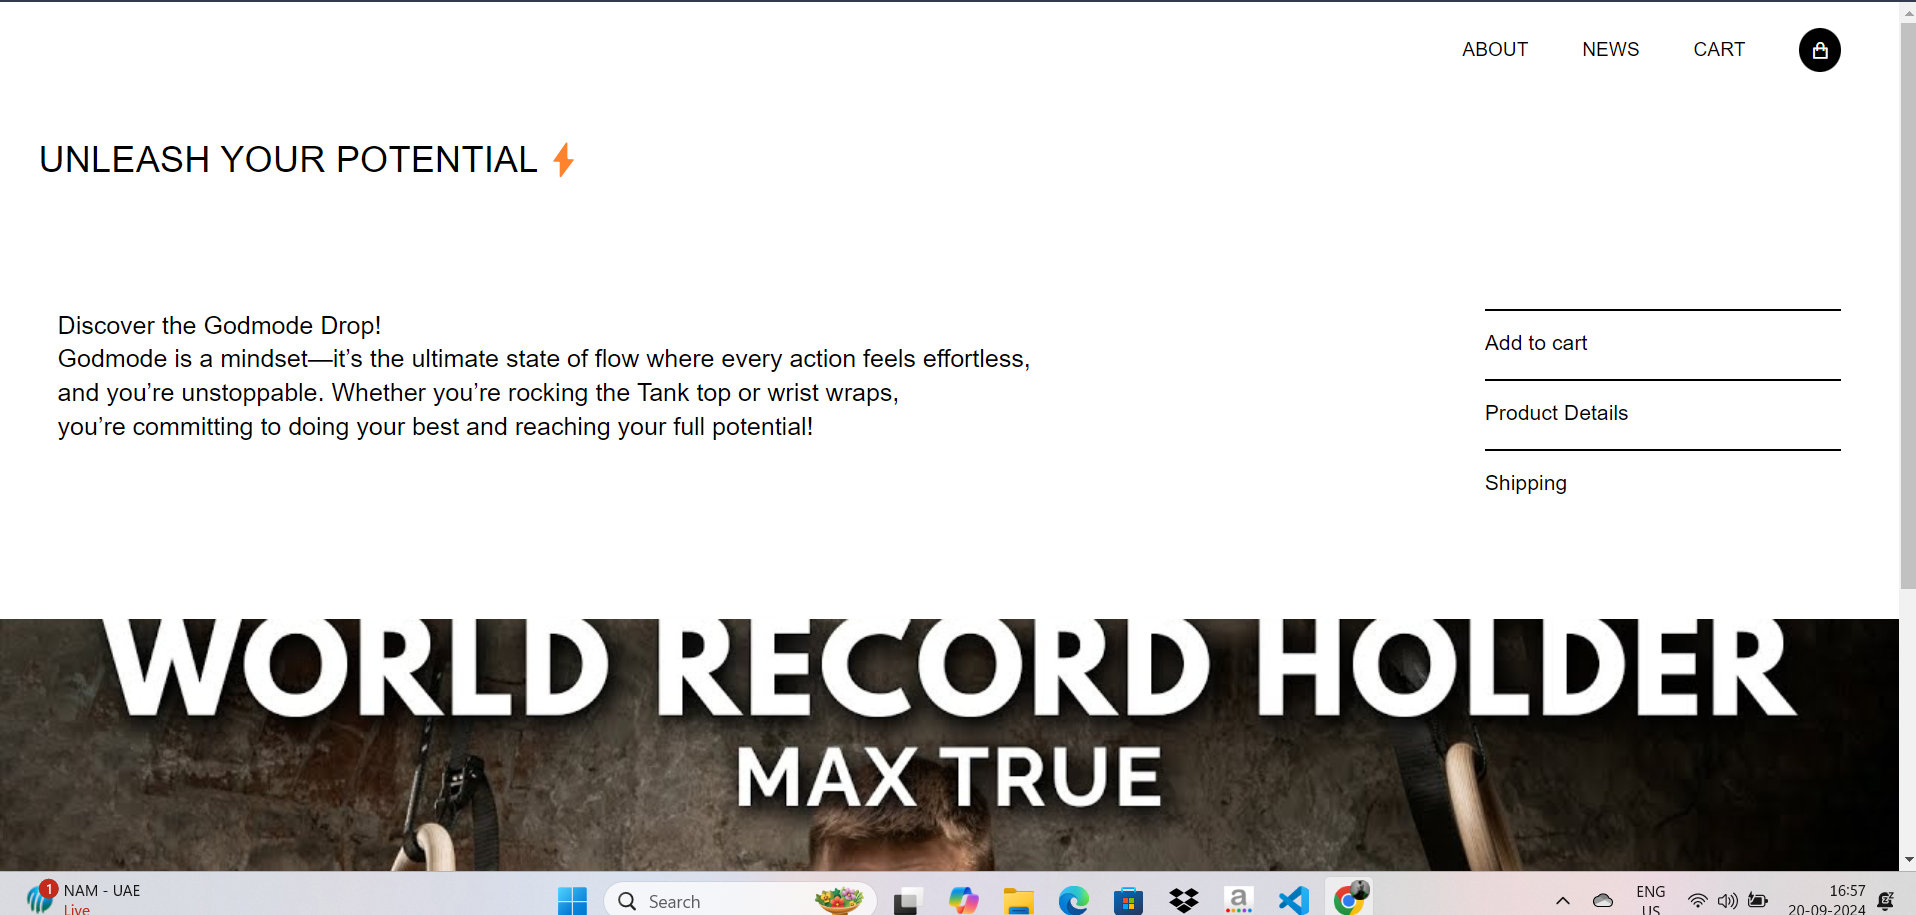 ABOUT NEWS CART
UNLEASH YOUR POTENTIAL
Discover the Godmode Drop!
Godmode is a mindset—it’s the ultimate state of flow where every action feels effortless,
and you’re unstoppable. Whether you’re rocking the Tank top or wrist wraps,
you’re committing to doing your best and reaching your full potential!
Add to cart
Product Details
Shipping
WORLD RECORD HOLDER
MAX TRUE
1
NAM - UAE
Live
Search
a
ENG
US
16:57
20-09-2024